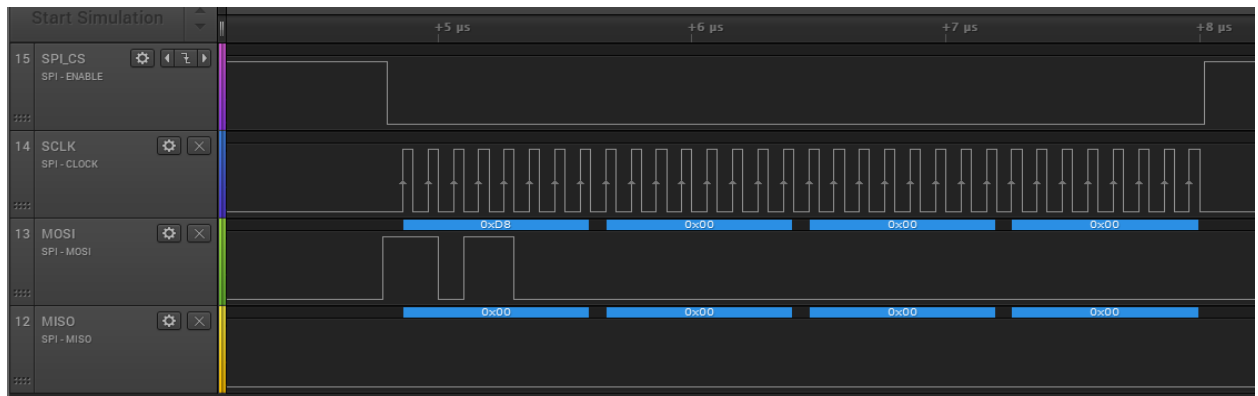 Start Simulation
+5 µs
+6 µs
+7 µs
+8 µs
15 SPI_CS
SPI - ENABLE
14 SCLK
SPI - CLOCK
0xD8 0x00 0x00 0x00
13 MOSI
SPI - MOSI
0x00 0x00 0x00 0x00
12 MISO
SPI - MISO